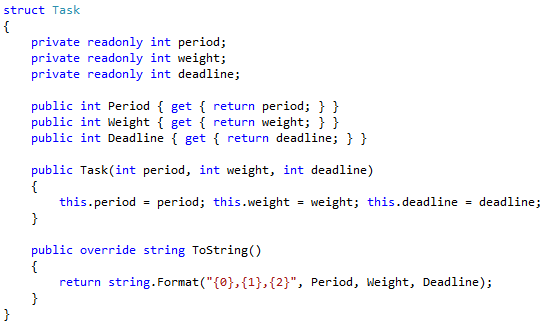 struct Task
{
    private readonly int period;
    private readonly int weight;
    private readonly int deadline;

    public int Period { get { return period; } }
    public int Weight { get { return weight; } }
    public int Deadline { get { return deadline; } }

    public Task(int period, int weight, int deadline)
    {
        this.period = period; this.weight = weight; this.deadline = deadline;
    }

    public override string ToString()
    {
        return string.Format("{0},{1},{2}", Period, Weight, Deadline);
    }
}